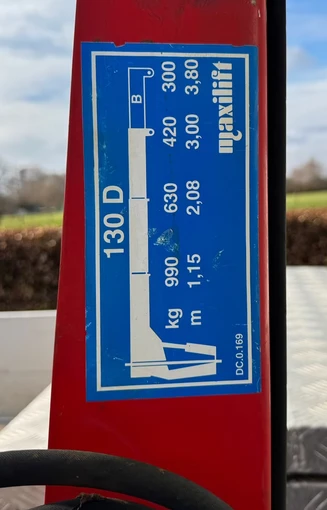 130 D
B
kg 990 630 420 300
m 1,15 2,08 3,00 3,80
maxilift
DC.0.169